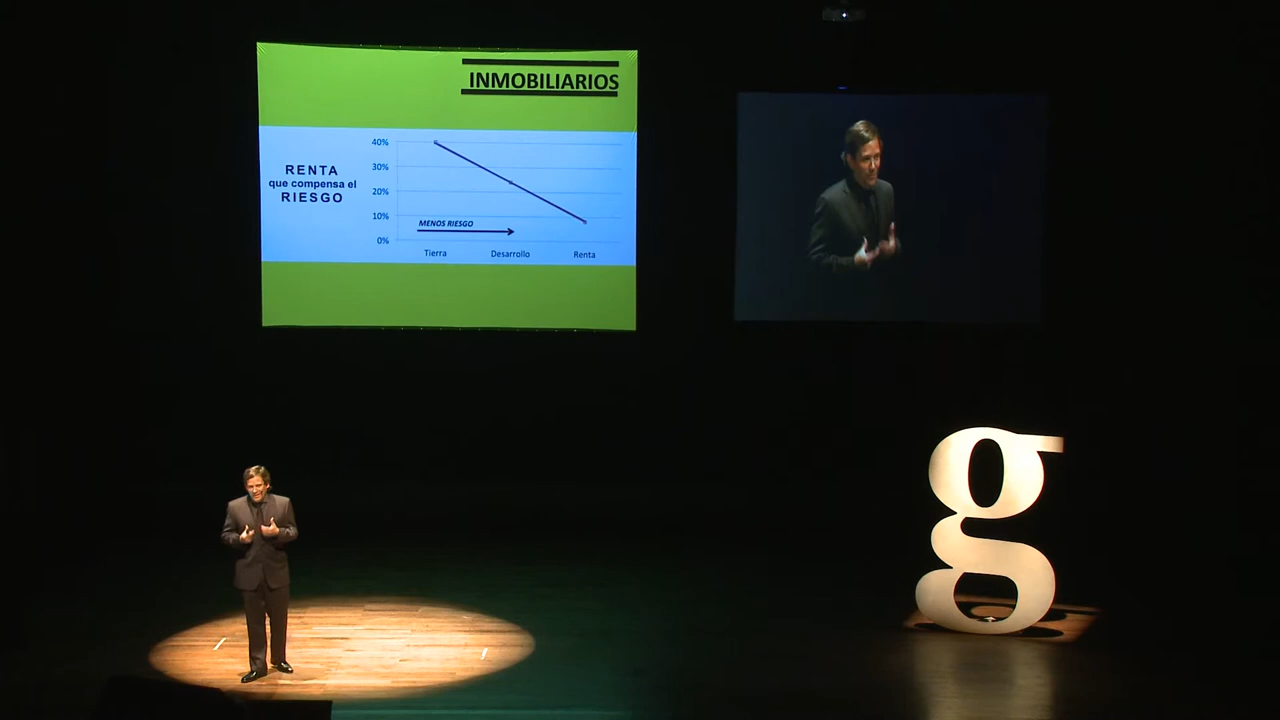 INMOBILIARIOS
RENTA
que compensa el
RIESGO
40%
30%
20%
10%
0%
MENOS RIESGO
Tierra
Desarrollo
Renta
g